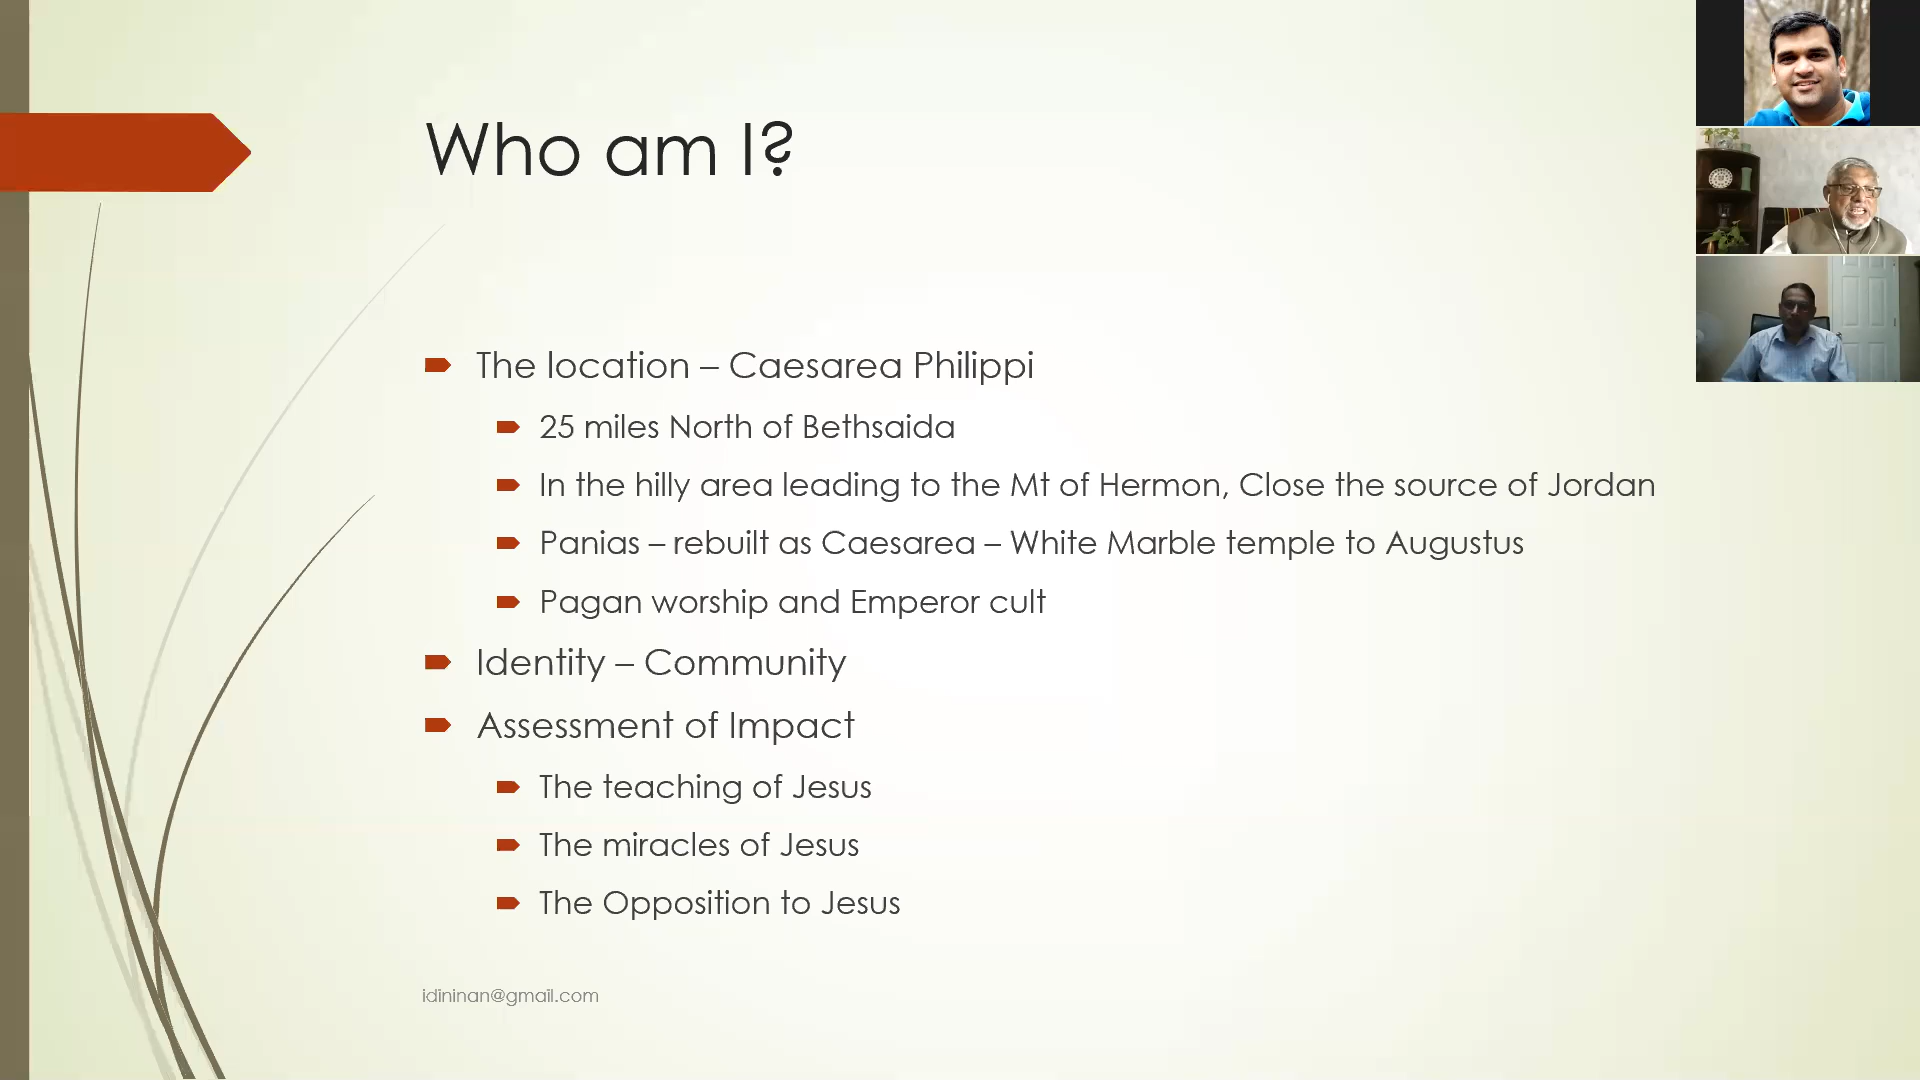 Who am I?
The location – Caesarea Philippi
25 miles North of Bethsaida
In the hilly area leading to the Mt of Hermon, Close the source of Jordan
Panias – rebuilt as Caesarea – White Marble temple to Augustus
Pagan worship and Emperor cult
Identity – Community
Assessment of Impact
The teaching of Jesus
The miracles of Jesus
The Opposition to Jesus
idininan@gmail.com